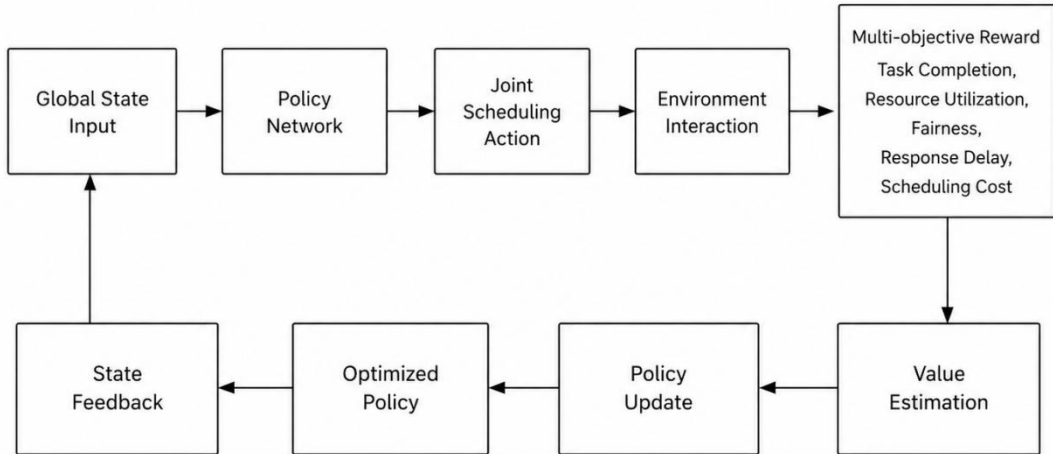 Global State
Input
Policy
Network
Joint
Scheduling
Action
Environment
Interaction
Multi-objective Reward
Task Completion,
Resource Utilization,
Fairness,
Response Delay,
Scheduling Cost
State
Feedback
Optimized
Policy
Policy
Update
Value
Estimation